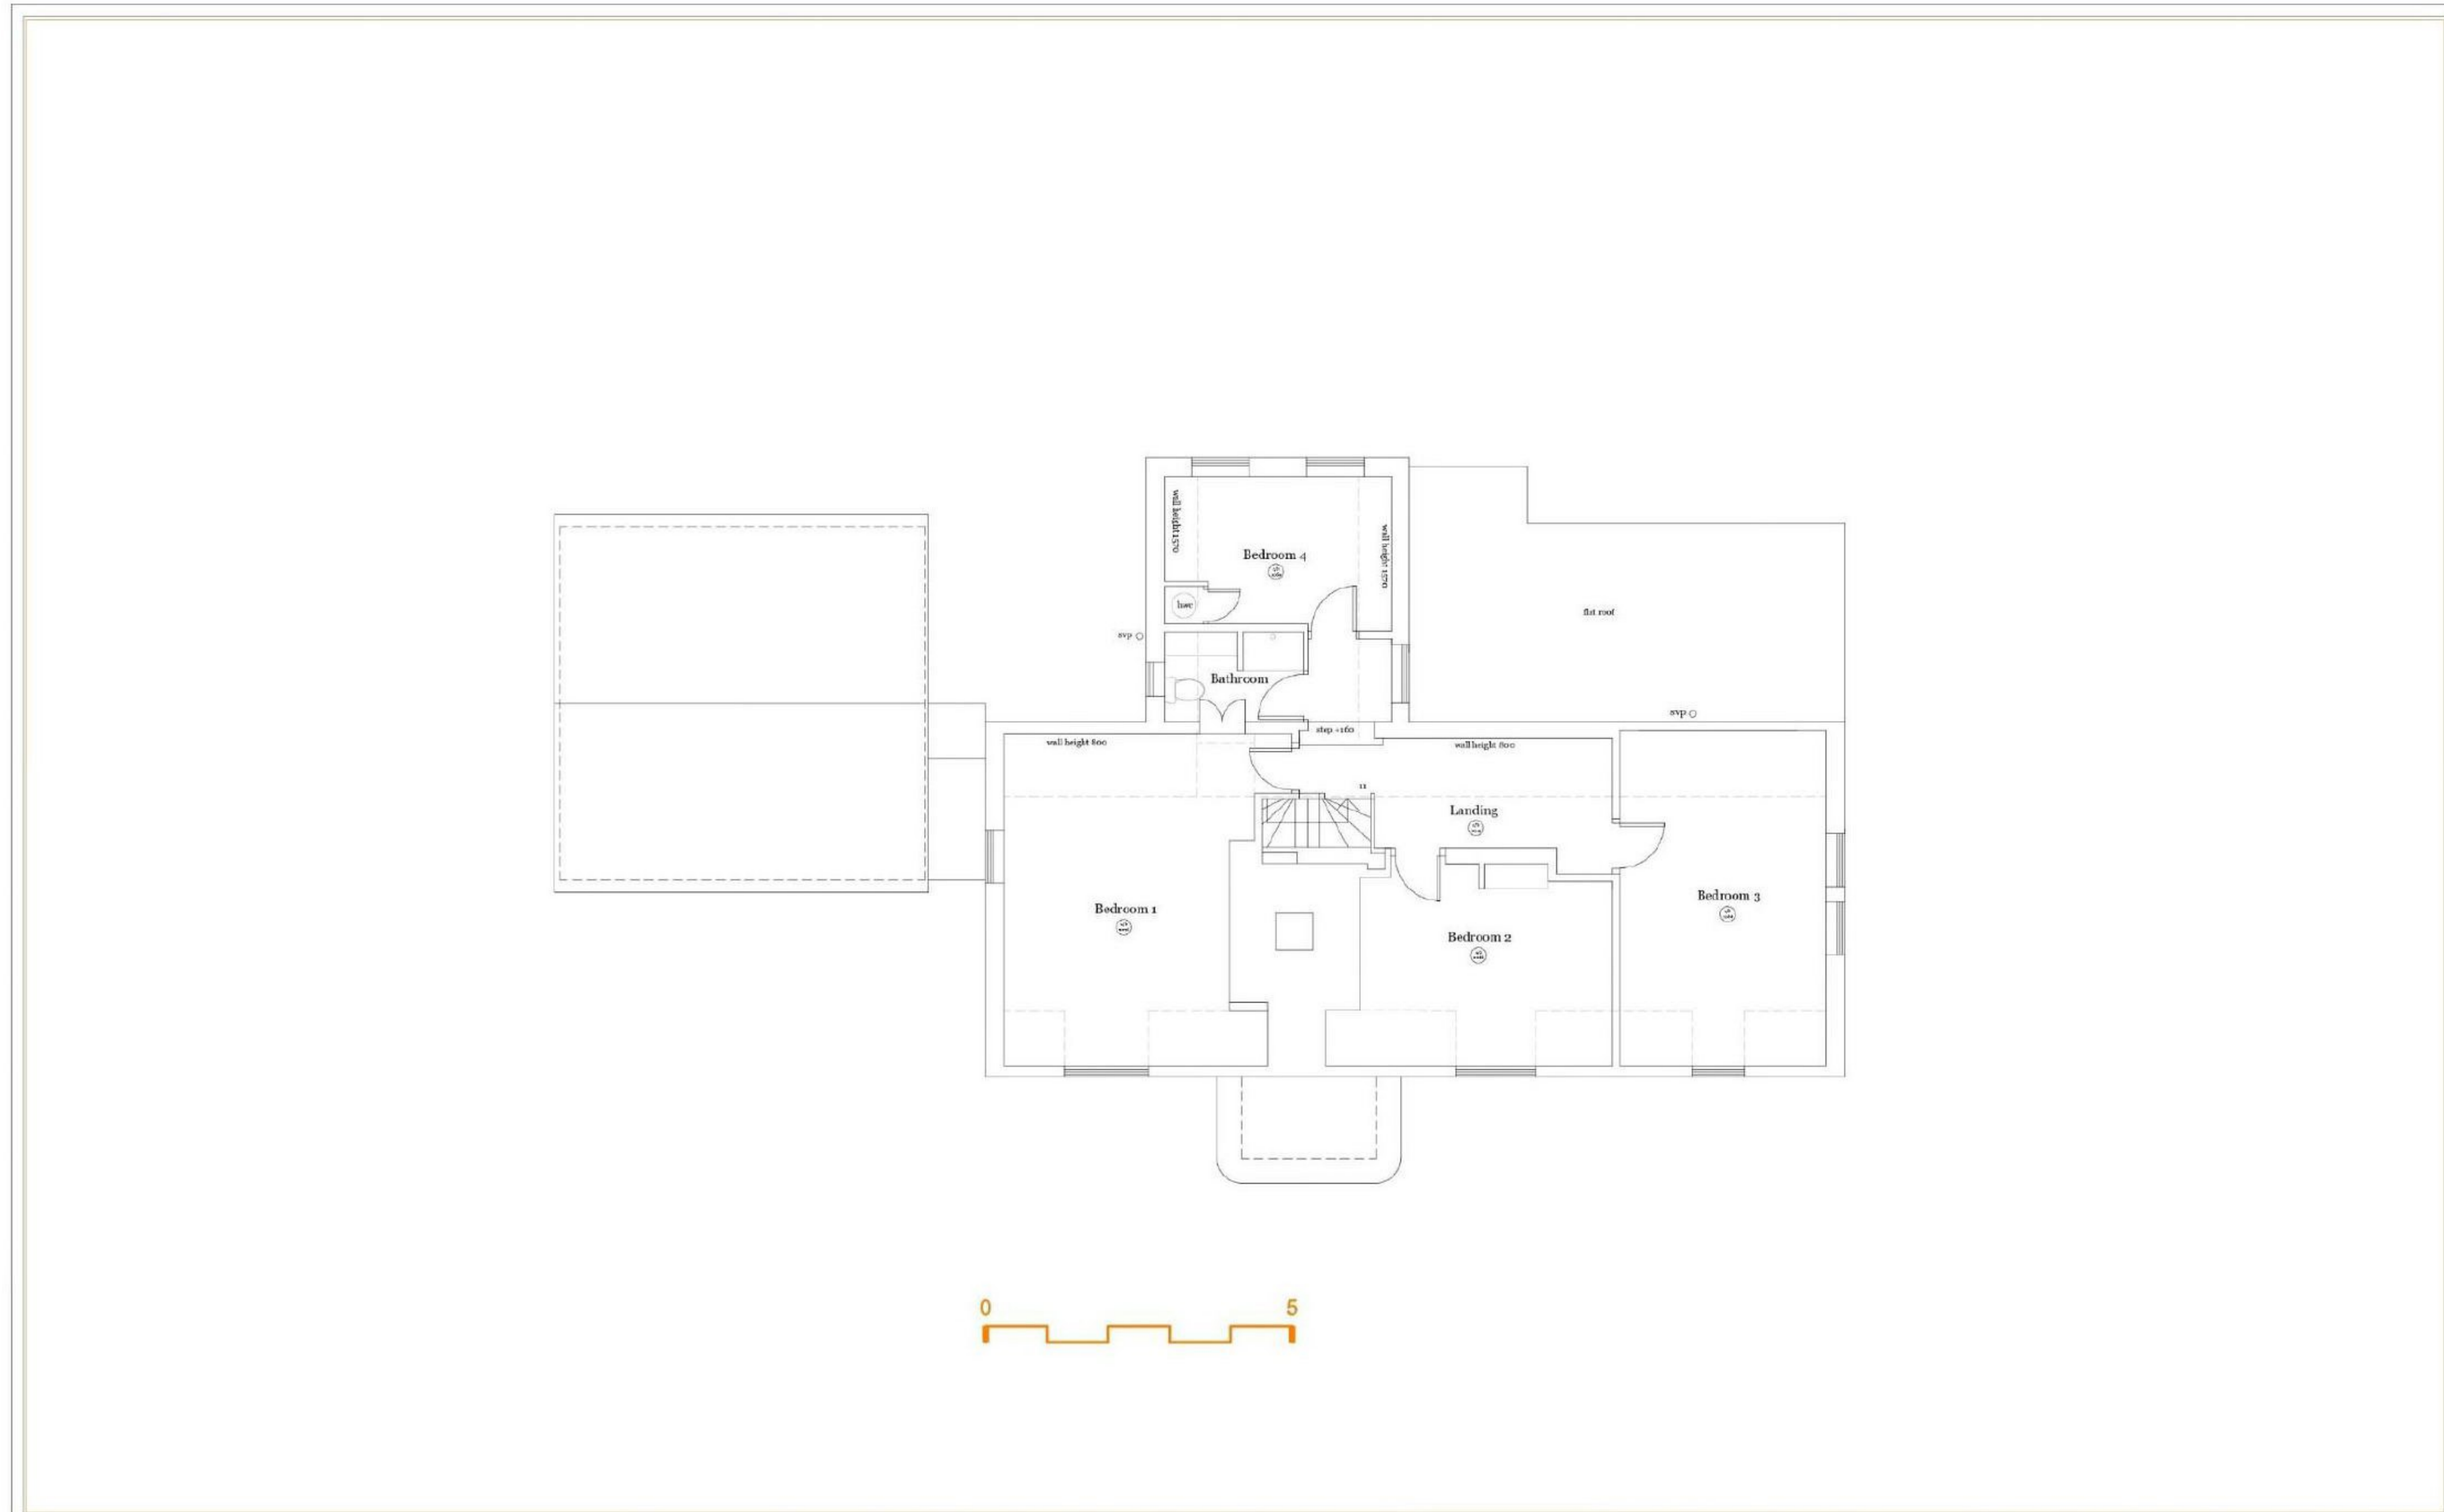 wall height 1570
wall height 1570
Bedroom 4
hwc
flat roof
svp
Bathroom
svp
step +160
wall height 800
wall height 800
11
Landing
Bedroom 3
Bedroom 1
Bedroom 2
0 5